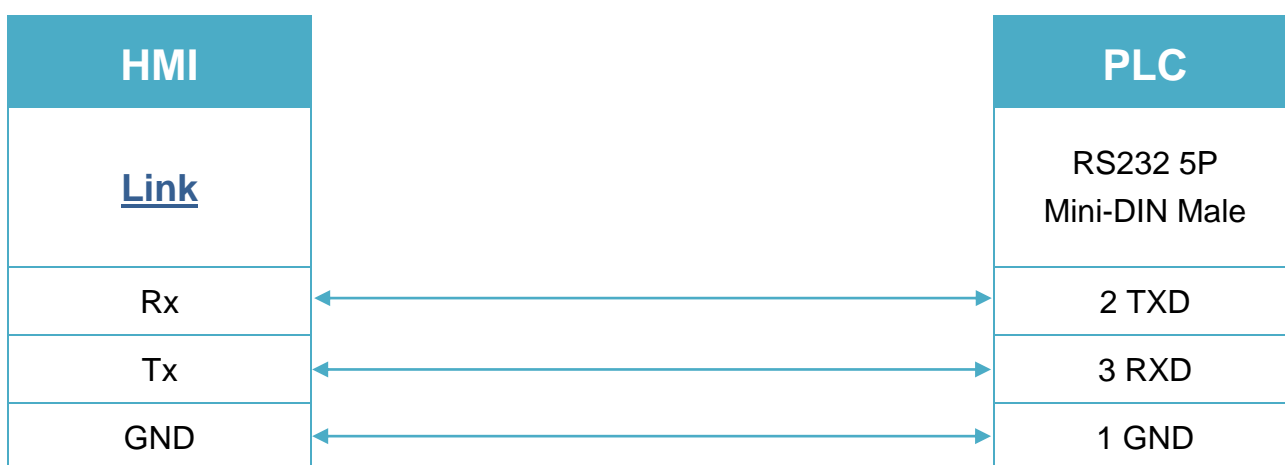 HMI
PLC
Link
RS232 5P
Mini-DIN Male
Rx
2 TXD
Tx
3 RXD
GND
1 GND